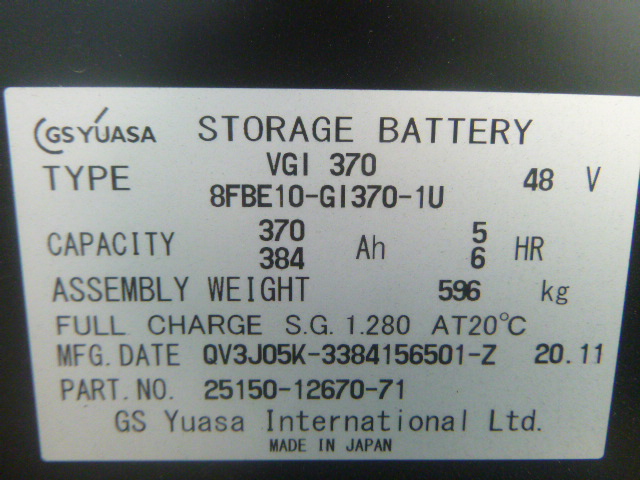 GS YUASA STORAGE BATTERY
TYPE VGI 370 48 V
8FBE10-GI370-1U
CAPACITY 370 Ah 5 HR
384 6
ASSEMBLY WEIGHT 596 kg
FULL CHARGE S.G. 1.280 AT20°C
MFG. DATE QV3J05K-3384156501-Z 20.11
PART. NO. 25150-12670-71
GS Yuasa International Ltd.
MADE IN JAPAN